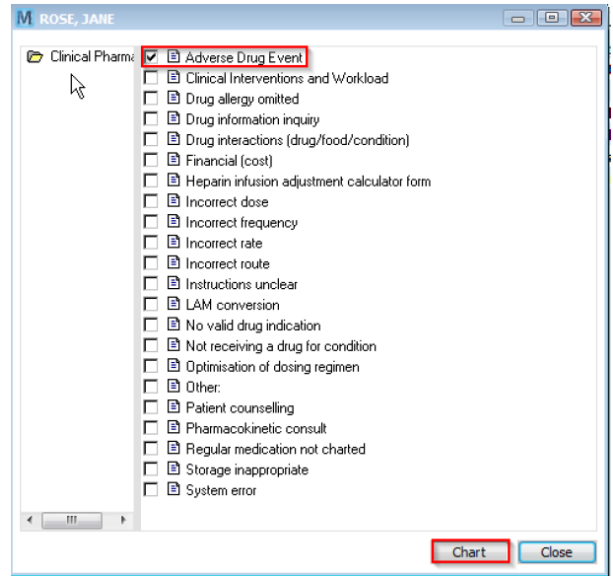 M ROSE, JANE
Clinical Pharma
Adverse Drug Event
Clinical Interventions and Workload
Drug allergy omitted
Drug information inquiry
Drug interactions (drug/food/condition)
Financial (cost)
Heparin infusion adjustment calculator form
Incorrect dose
Incorrect frequency
Incorrect rate
Incorrect route
Instructions unclear
LAM conversion
No valid drug indication
Not receiving a drug for condition
Optimisation of dosing regimen
Other:
Patient counselling
Pharmacokinetic consult
Regular medication not charted
Storage inappropriate
System error
Chart Close